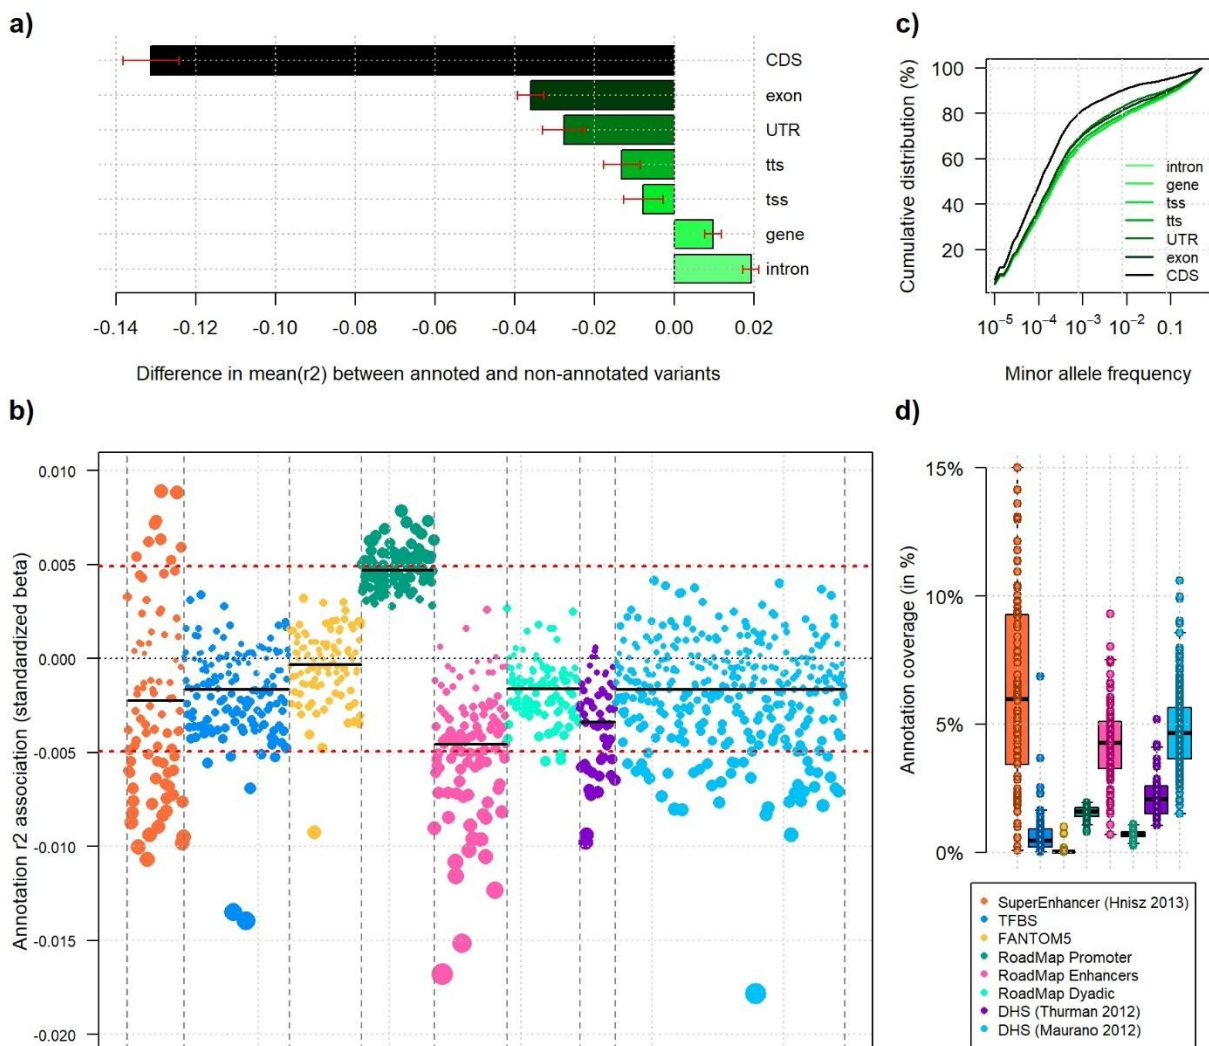 a)
CDS
exon
UTR
tts
tss
gene
intron
-0.14 -0.12 -0.10 -0.08 -0.06 -0.04 -0.02 0.00 0.02
Difference in mean(r2) between annoted and non-annotated variants
c)
Cumulative distribution (%)
100
80
60
40
20
intron
gene
tss
tts
UTR
exon
CDS
10⁻⁵ 10⁻⁴ 10⁻³ 10⁻² 0.1
Minor allele frequency
b)
Annotation r2 association (standardized beta)
0.010
0.005
0.000
-0.005
-0.010
-0.015
-0.020
d)
Annotation coverage (in %)
15%
10%
5%
0%
SuperEnhancer (Hnisz 2013)
TFBS
FANTOM5
RoadMap Promoter
RoadMap Enhancers
RoadMap Dyadic
DHS (Thurman 2012)
DHS (Maurano 2012)